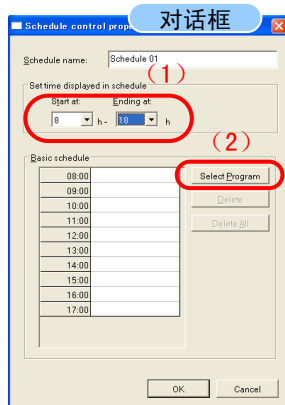 Schedule control prope
对话框
Schedule name:
Schedule 01
（1）
Set time displayed in schedule
Start at:
Ending at:
8
h-
18
h
（2）
Basic schedule
08:00
Select Program
09:00
Delete
10:00
11:00
Delete All
12:00
13:00
14:00
15:00
16:00
17:00
OK
Cancel